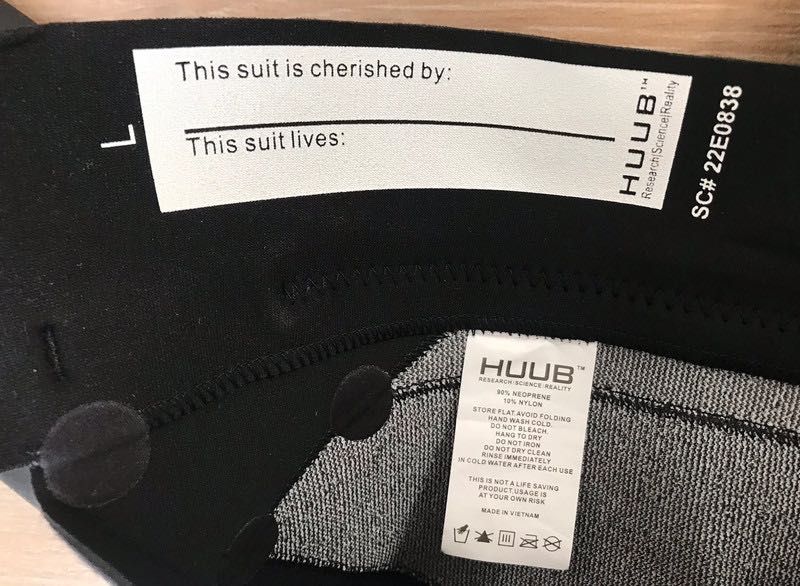 L
This suit is cherished by:
This suit lives:
HUUB™
Research|Science|Reality
SC# 22E0838
HUUB™
RESEARCH|SCIENCE|REALITY
90% NEOPRENE
10% NYLON
STORE FLAT.AVOID FOLDING
HAND WASH COLD.
DO NOT BLEACH.
HANG TO DRY
DO NOT IRON
DO NOT DRY CLEAN
RINSE IMMEDIATELY
IN COLD WATER AFTER EACH USE
THIS IS NOT A LIFE SAVING
PRODUCT.USAGE IS
AT YOUR OWN RISK
MADE IN VIETNAM